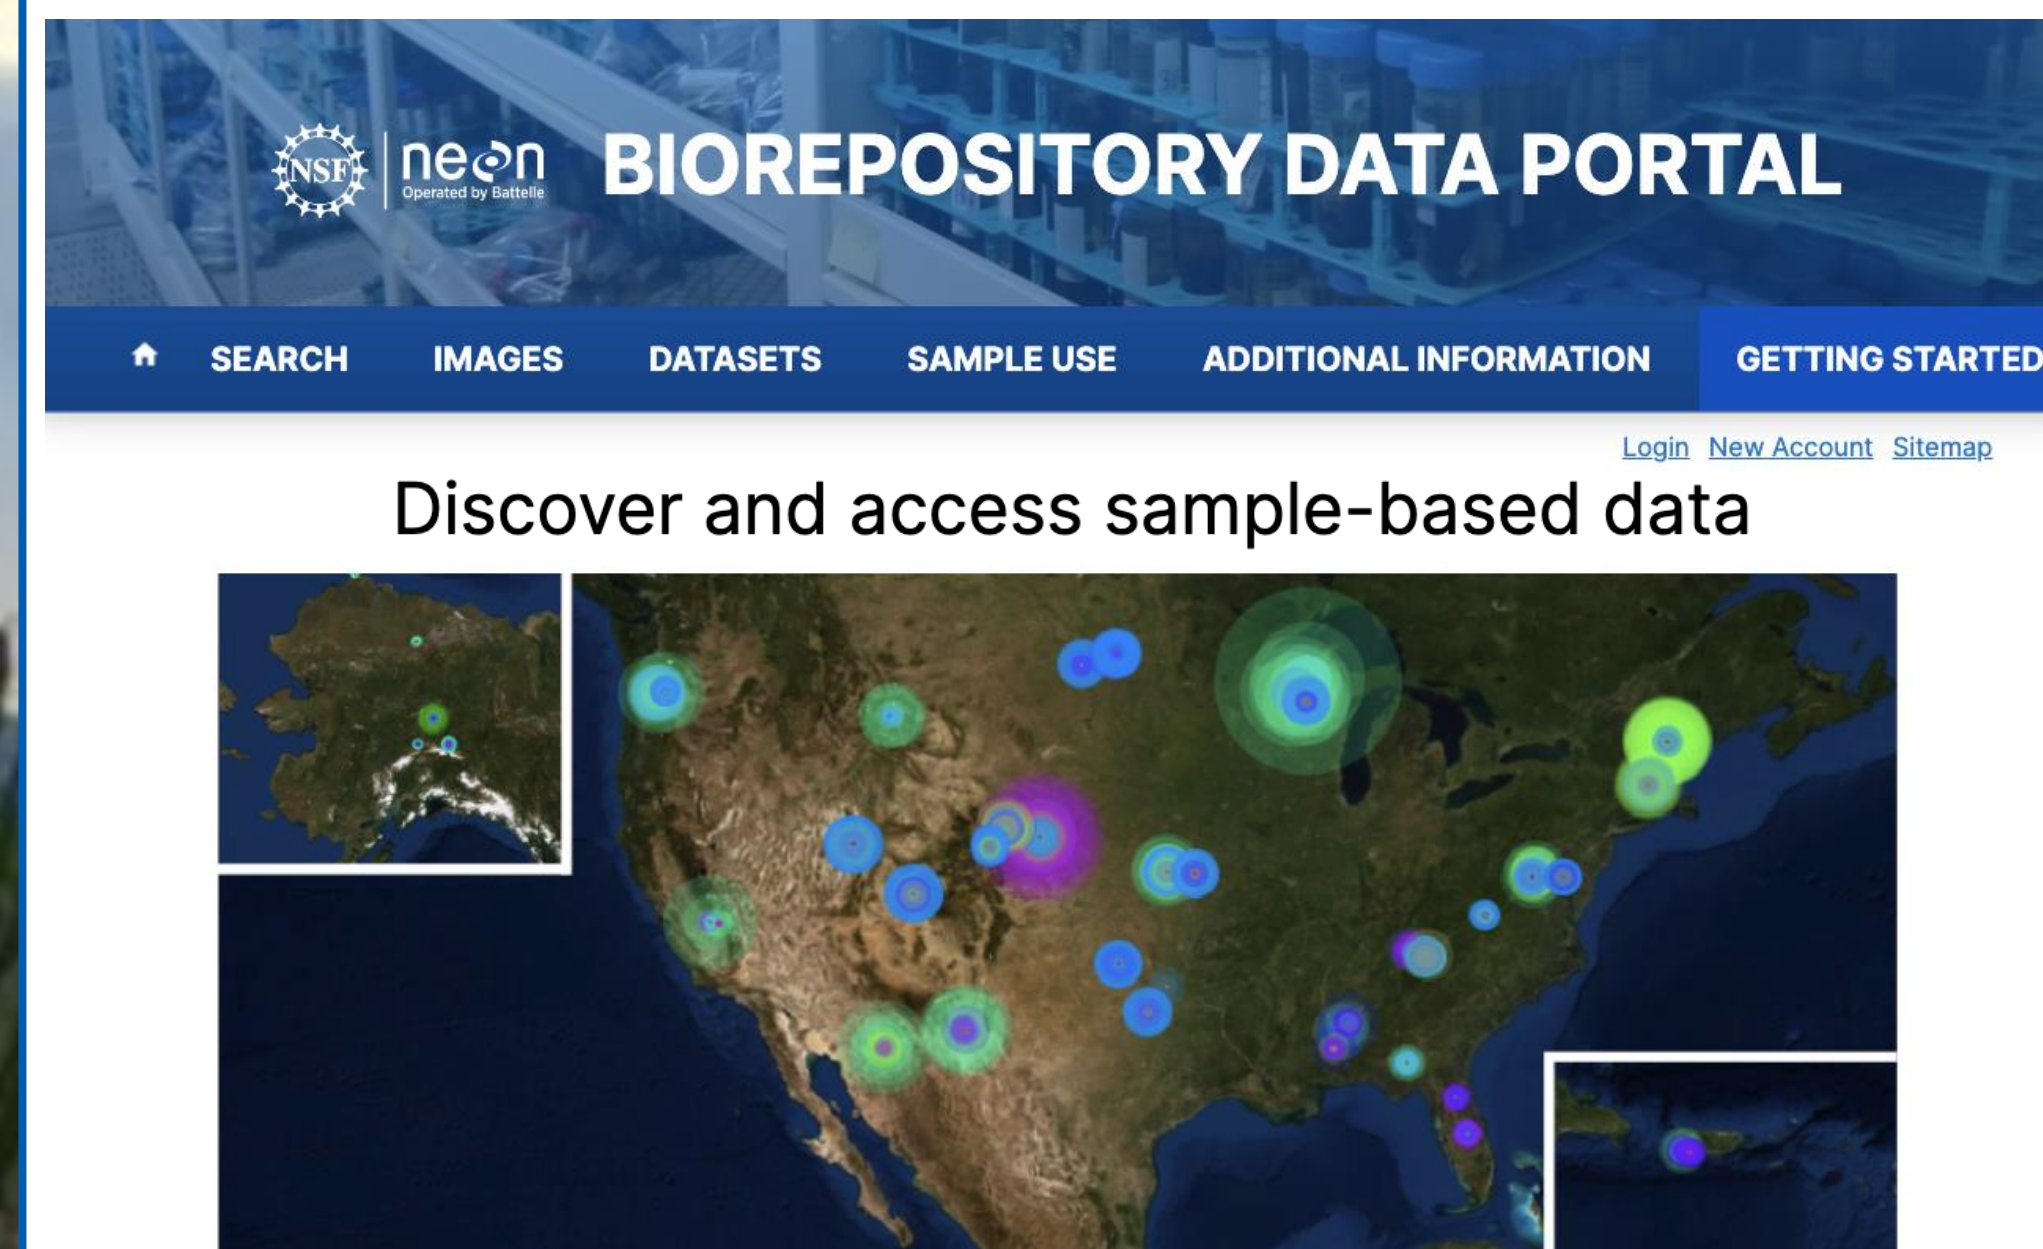 NSF
neon
Operated by Battelle
BIOREPOSITORY DATA PORTAL
SEARCH IMAGES DATASETS SAMPLE USE ADDITIONAL INFORMATION GETTING STARTED
Login New Account Sitemap
Discover and access sample-based data